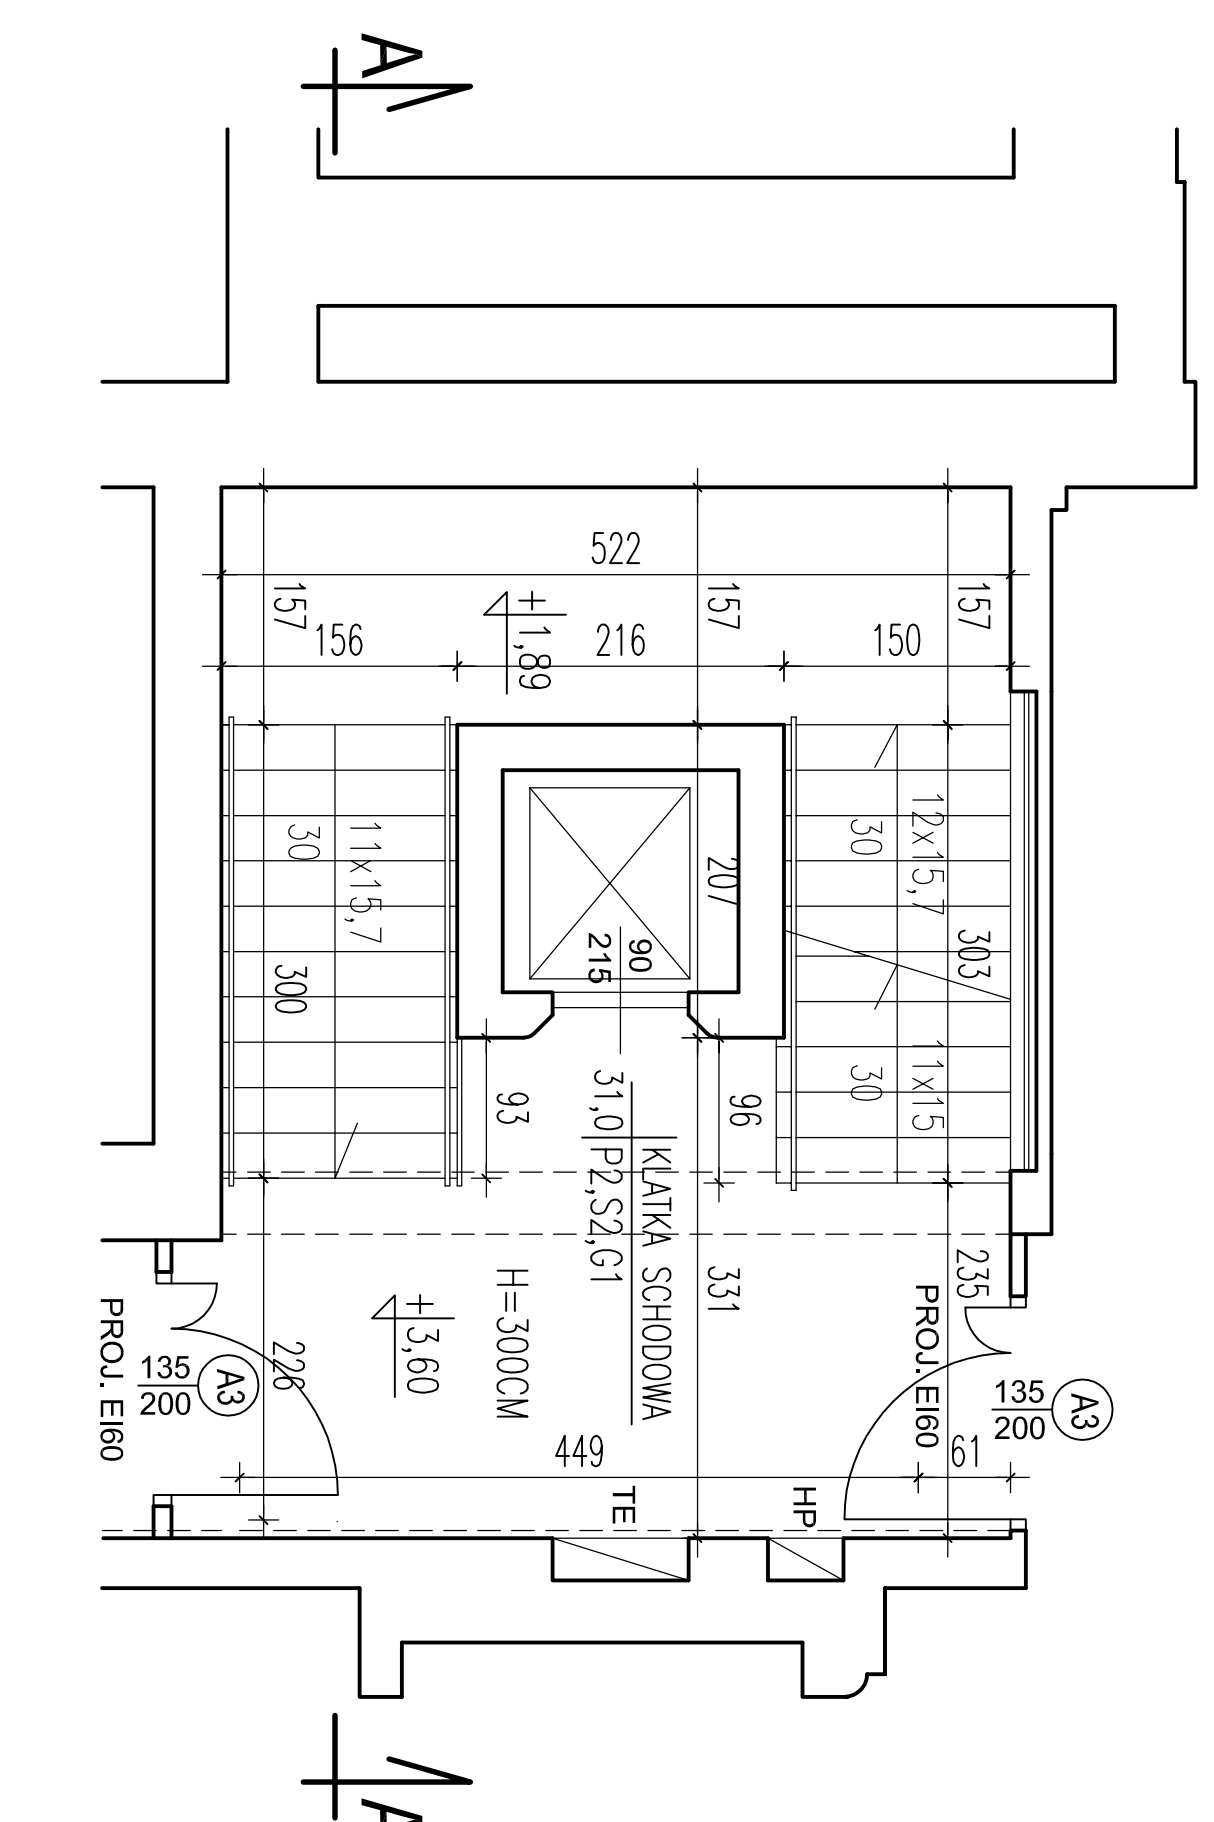 A
522
157
157
157
156
216
150
+1,89
11x15,7
30
300
207
90
215
12x15,7
30
303
11x15
30
93
96
31,0
KLATKA SCHODOWA
P2,S2,G1
H=300CM
+3,60
331
235
226
PROJ. EI60
135
200
A3
PROJ. EI60
135
200
A3
449
61
TE
HP
A